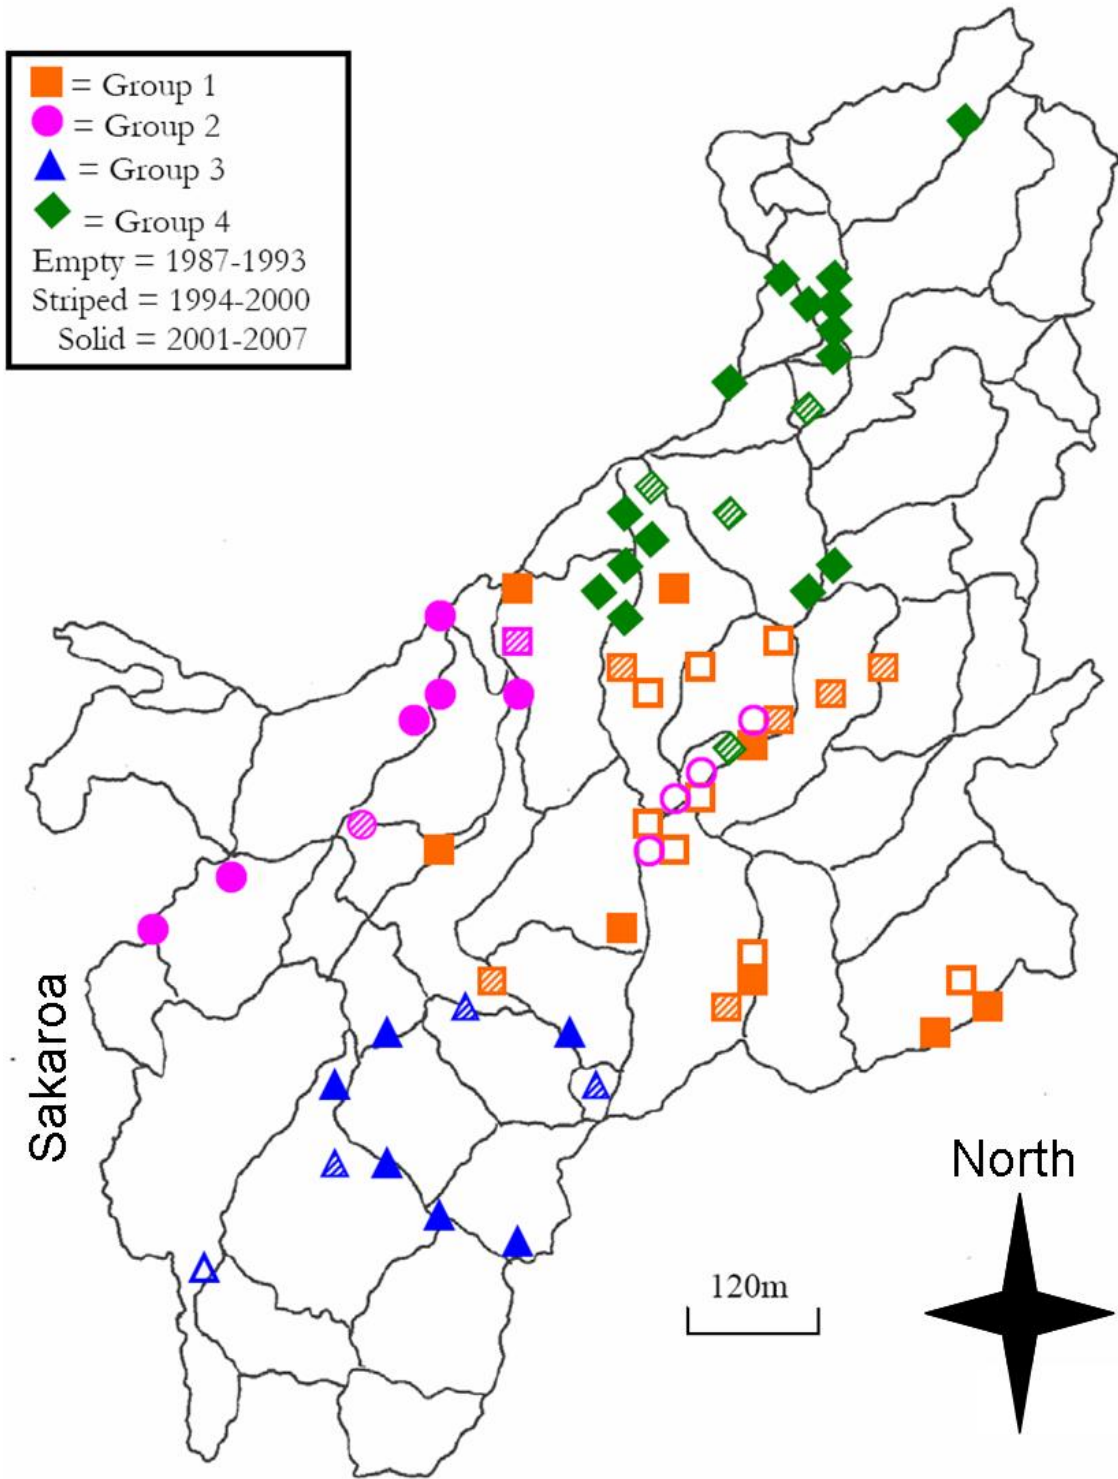 = Group 1
= Group 2
= Group 3
= Group 4
Empty = 1987-1993
Striped = 1994-2000
Solid = 2001-2007
Sakaroa
North
120m